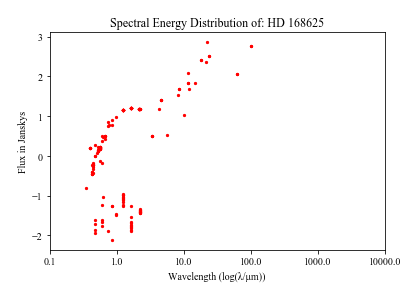 Spectral Energy Distribution of: HD 168625
Flux in Janskys
3
2
1
0
−1
−2
0.1 1.0 10.0 100.0 1000.0 10000.0
Wavelength (log(λ/μm))